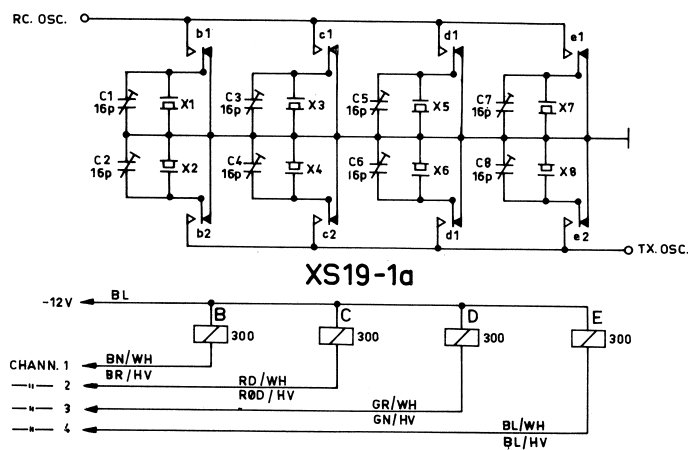 RC. OSC.
b1 c1 d1 e1
C1 16p X1 C3 16p X3 C5 16p X5 C7 16p X7
C2 16p X2 C4 16p X4 C6 16p X6 C8 16p X8
b2 c2 d1 e2
TX. OSC.
XS19-1a
-12V BL
B 300 C 300 D 300 E 300
CHANN. 1 BN/WH
BR/HV
—"— 2 RD/WH
RØD/HV
—"— 3 GR/WH
GN/HV
—"— 4 BL/WH
BL/HV